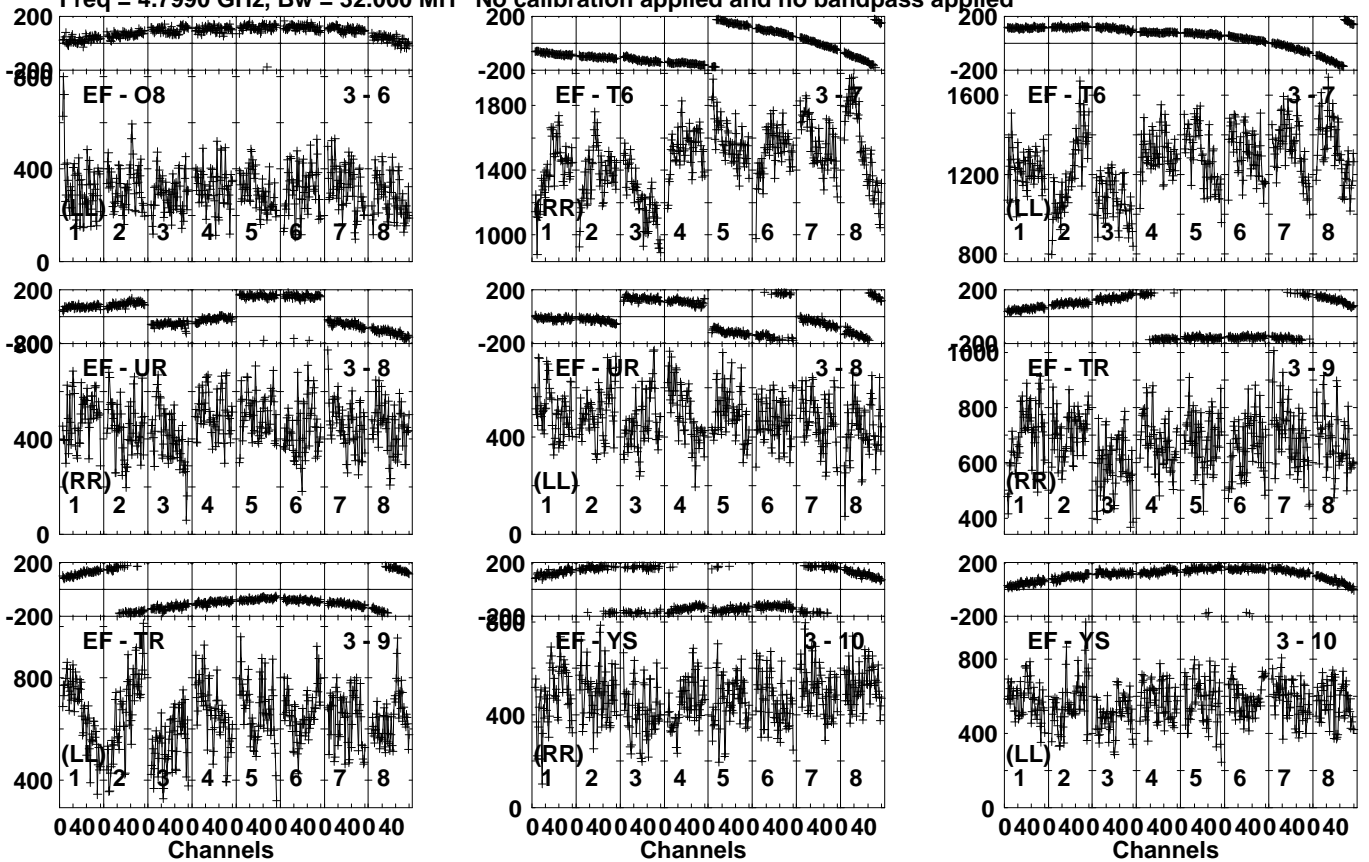 Freq = 4.7990 GHz, Bw = 32.000 MH No calibration applied and no bandpass applied
200 200 200
-200 -200 -200
EF - O8 3 - 6 EF - T6 3 - 7 EF - T6 3 - 7
1800 1600
400 1400 1200
(LL) (RR) (LL)
1 2 3 4 5 6 7 8 1 2 3 4 5 6 7 8 1 2 3 4 5 6 7 8
0 1000 800
200 200 200
-200 -200
1000
EF - UR 3 - 8 EF - UR 3 - 8 EF - TR 3 - 9
800
400 400 600
(RR) (LL) (RR)
1 2 3 4 5 6 7 8 1 2 3 4 5 6 7 8 1 2 3 4 5 6 7 8
0 0 400
200 200 200
-200 -200 -200
EF - TR 3 - 9 EF - YS 3 - 10 EF - YS 3 - 10
800 800
400 400
(LL) (RR) (LL)
1 2 3 4 5 6 7 8 1 2 3 4 5 6 7 8 1 2 3 4 5 6 7 8
400 0 0
0 40 0 40 0 40 0 40 0 40 0 40 0 40 0 40 0 40 0 40 0 40 0 40 0 40 0 40 0 40 0 40 0 40 0 40 0 40 0 40 0 40 0 40 0 40 0 40
Channels Channels Channels